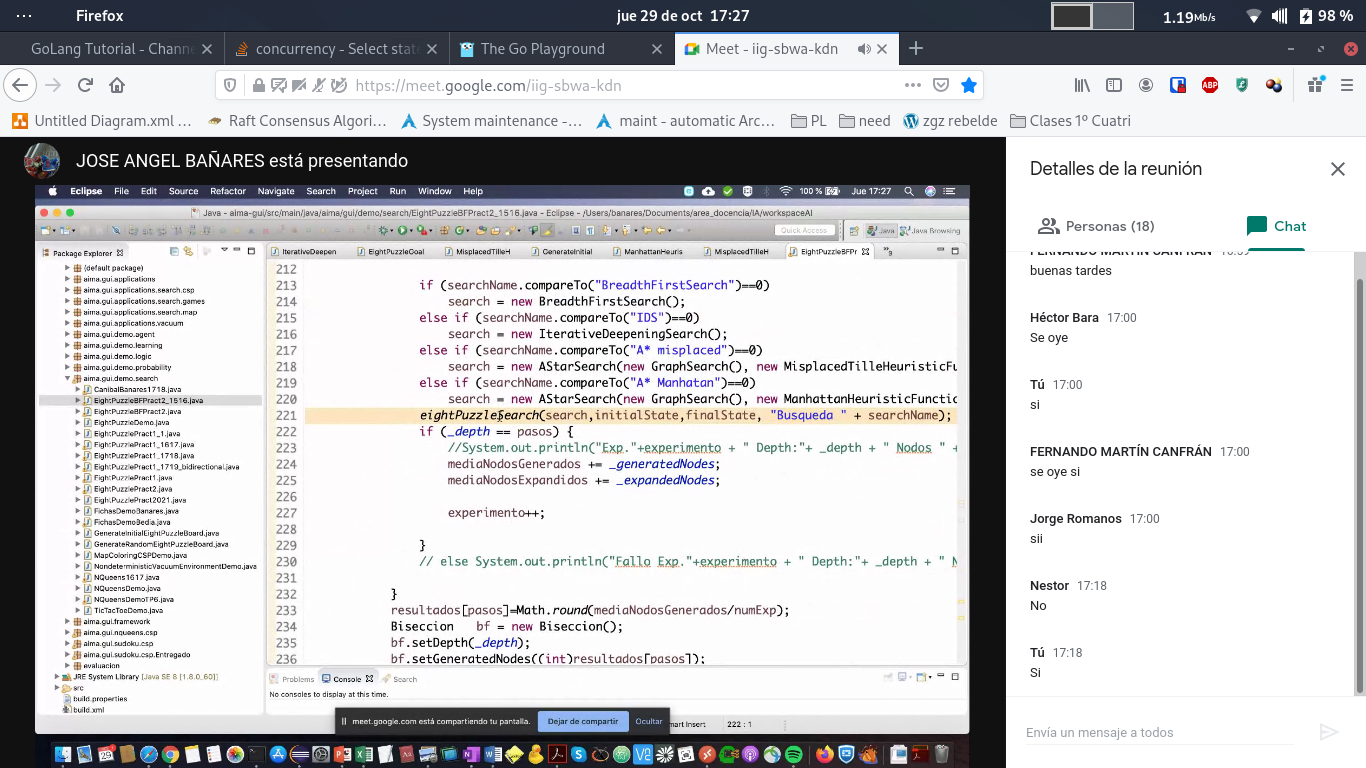 Firefox
jue 29 de oct 17:27
1.19Mb/s
98 %
GoLang Tutorial - Channe
concurrency - Select state
The Go Playground
Meet - iig-sbwa-kdn
https://meet.google.com/iig-sbwa-kdn
Untitled Diagram.xml ...
Raft Consensus Algori...
System maintenance -...
maint - automatic Arc...
PL
need
zgz rebelde
Clases 1º Cuatri
JOSE ANGEL BAÑARES está presentando
Eclipse File Edit Source Refactor Navigate Search Project Run Window Help
100 %
Jue 17:27
Java - aima-gui/src/main/java/aima/gui/demo/search/EightPuzzleBFPract2_1516.java - Eclipse - /Users/banares/Documents/area_docencia/IA/workspaceAI
Quick Access
Java
Java Browsing
Package Explorer
(default package)
aima.gui.applications
aima.gui.applications.search.csp
aima.gui.applications.search.games
aima.gui.applications.search.map
aima.gui.applications.vacuum
aima.gui.demo.agent
aima.gui.demo.learning
aima.gui.demo.logic
aima.gui.demo.probability
aima.gui.demo.search
CanibalBanares1718.java
EightPuzzleBFPract2_1516.java
EightPuzzleBFPract2.java
EightPuzzleDemo.java
EightPuzzlePract1_1.java
EightPuzzlePract1_1617.java
EightPuzzlePract1_1718.java
EightPuzzlePract1_1719_bidirectional.java
EightPuzzlePract1.java
EightPuzzlePract2.java
EightPuzzlePract2021.java
FichasDemoBanares.java
FichasDemoBedia.java
GenerateInitialEightPuzzleBoard.java
GenerateRandomEightPuzzleBoard.java
MapColoringCSPDemo.java
NondeterministicVacuumEnvironmentDemo.java
NQueens1617.java
NQueensDemo.java
NQueensDemoTP6.java
TicTacToeDemo.java
aima.gui.framework
aima.gui.nqueens.csp
aima.gui.sudoku.csp
aima.gui.sudoku.csp.Entregado
evaluacion
JRE System Library [Java SE 8 [1.8.0_60]]
src
build.properties
build.xml
IterativeDeepen
EightPuzzleGoal
MisplacedTilleH
GenerateInitial
ManhattanHeuris
MisplacedTilleH
EightPuzzleBFPr
212
213 if (searchName.compareTo("BreadthFirstSearch")==0)
214 search = new BreadthFirstSearch();
215 else if (searchName.compareTo("IDS")==0)
216 search = new IterativeDeepeningSearch();
217 else if (searchName.compareTo("A* misplaced")==0)
218 search = new AStarSearch(new GraphSearch(), new MisplacedTilleHeuristicFu
219 else if (searchName.compareTo("A* Manhatan")==0)
220 search = new AStarSearch(new GraphSearch(), new ManhattanHeuristicFunction
221 eightPuzzleSearch(search,initialState,finalState, "Busqueda " + searchName);
222 if (_depth == pasos) {
223 //System.out.println("Exp."+experimento + " Depth:"+ _depth + " Nodos " +
224 mediaNodosGenerados += _generatedNodes;
225 mediaNodosExpandidos += _expandedNodes;
226
227 experimento++;
228
229 }
230 // else System.out.println("Fallo Exp."+experimento + " Depth:"+ _depth + " N
231
232 }
233 resultados[pasos]=Math.round(mediaNodosGenerados/numExp);
234 Biseccion bf = new Biseccion();
235 bf.setDepth(_depth);
236 bf.setGeneratedNodes((int)resultados[pasos]);
Problems
Console
Search
No consoles to display at this time.
meet.google.com está compartiendo tu pantalla.
Dejar de compartir
Ocultar
mart Insert
222 : 1
Detalles de la reunión
Personas (18)
Chat
FERNANDO MARTÍN CANFRÁN 16:59
buenas tardes
Héctor Bara 17:00
Se oye
Tú 17:00
si
FERNANDO MARTÍN CANFRÁN 17:00
se oye si
Jorge Romanos 17:00
sii
Nestor 17:18
No
Tú 17:18
Si
Envía un mensaje a todos